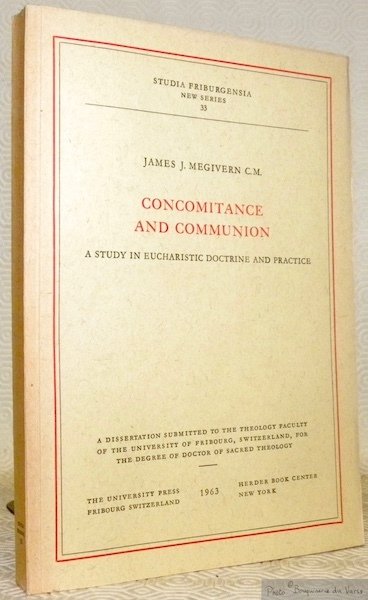 STUDIA FRIBURGENSIA
NEW SERIES
33
JAMES J. MEGIVERN C.M.
CONCOMITANCE
AND COMMUNION
A STUDY IN EUCHARISTIC DOCTRINE AND PRACTICE
A DISSERTATION SUBMITTED TO THE THEOLOGY FACULTY
OF THE UNIVERSITY OF FRIBOURG, SWITZERLAND, FOR
THE DEGREE OF DOCTOR OF SACRED THEOLOGY
THE UNIVERSITY PRESS
FRIBOURG SWITZERLAND
1963
HERDER BOOK CENTER
NEW YORK
Photo © Bouquinerie du Varis